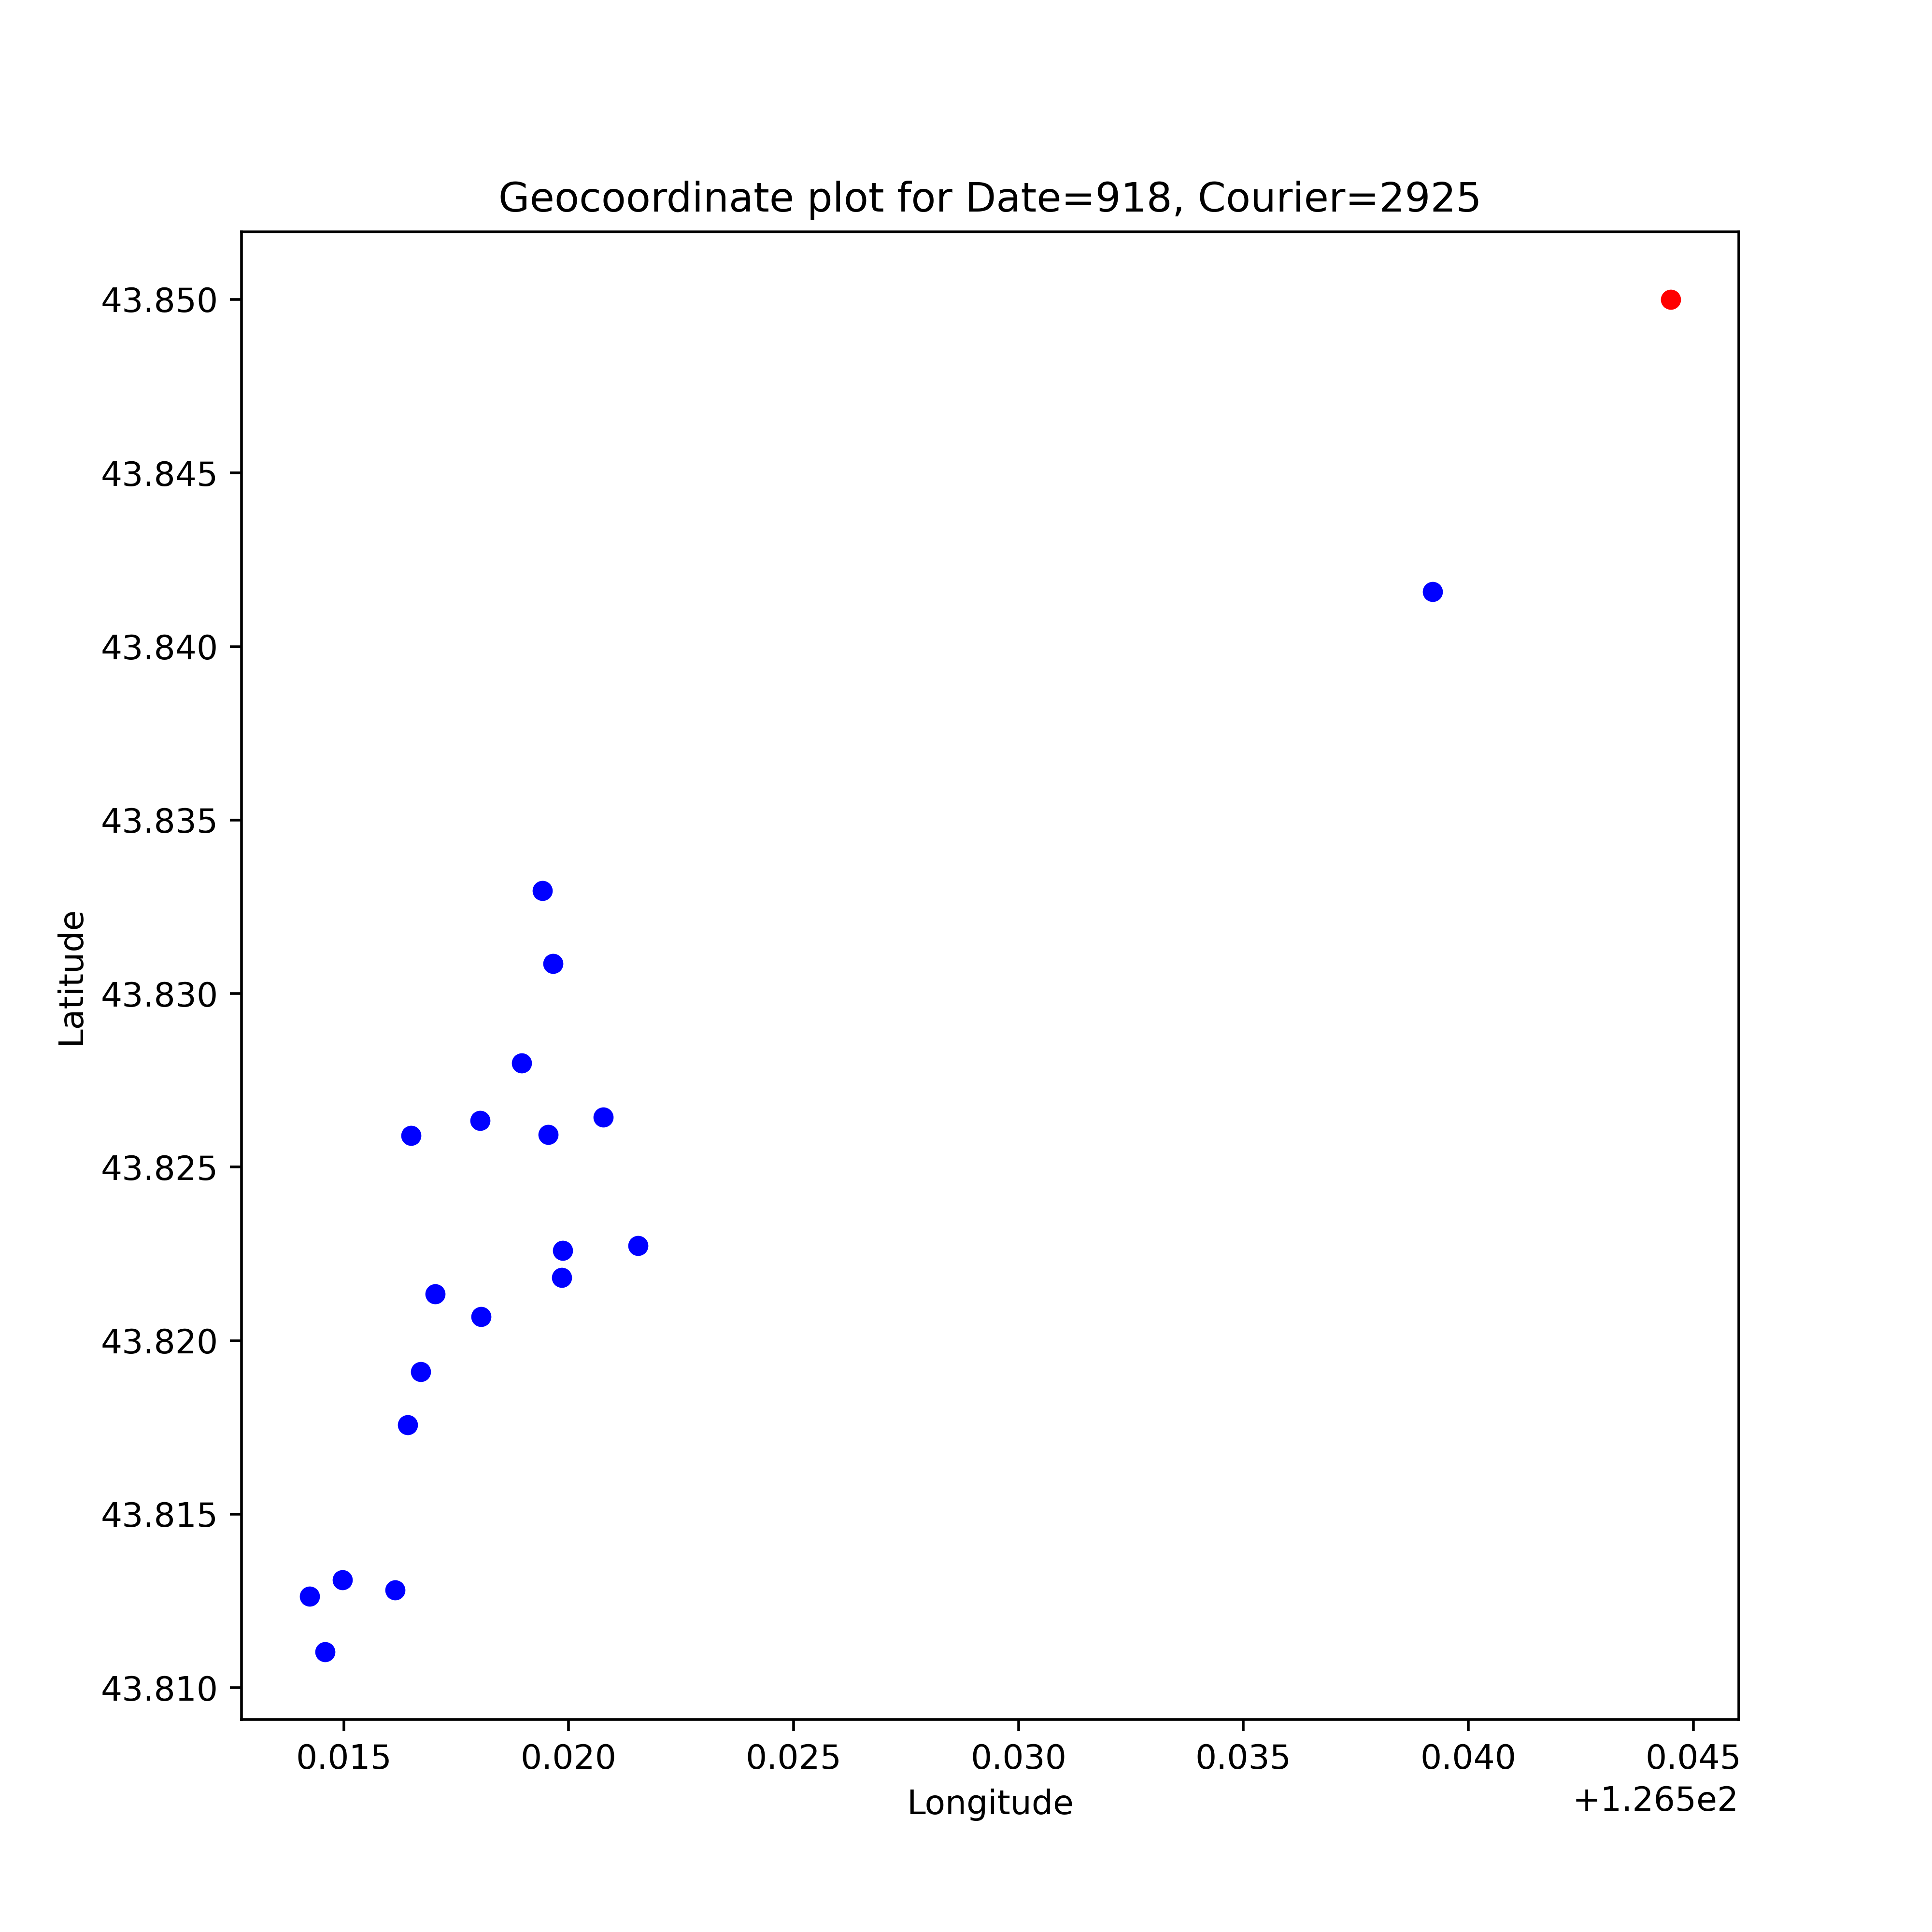 Geocoordinate plot for Date=918, Courier=2925
43.850
43.845
43.840
43.835
43.830
43.825
43.820
43.815
43.810
Latitude
0.015 0.020 0.025 0.030 0.035 0.040 0.045
Longitude
+1.265e2